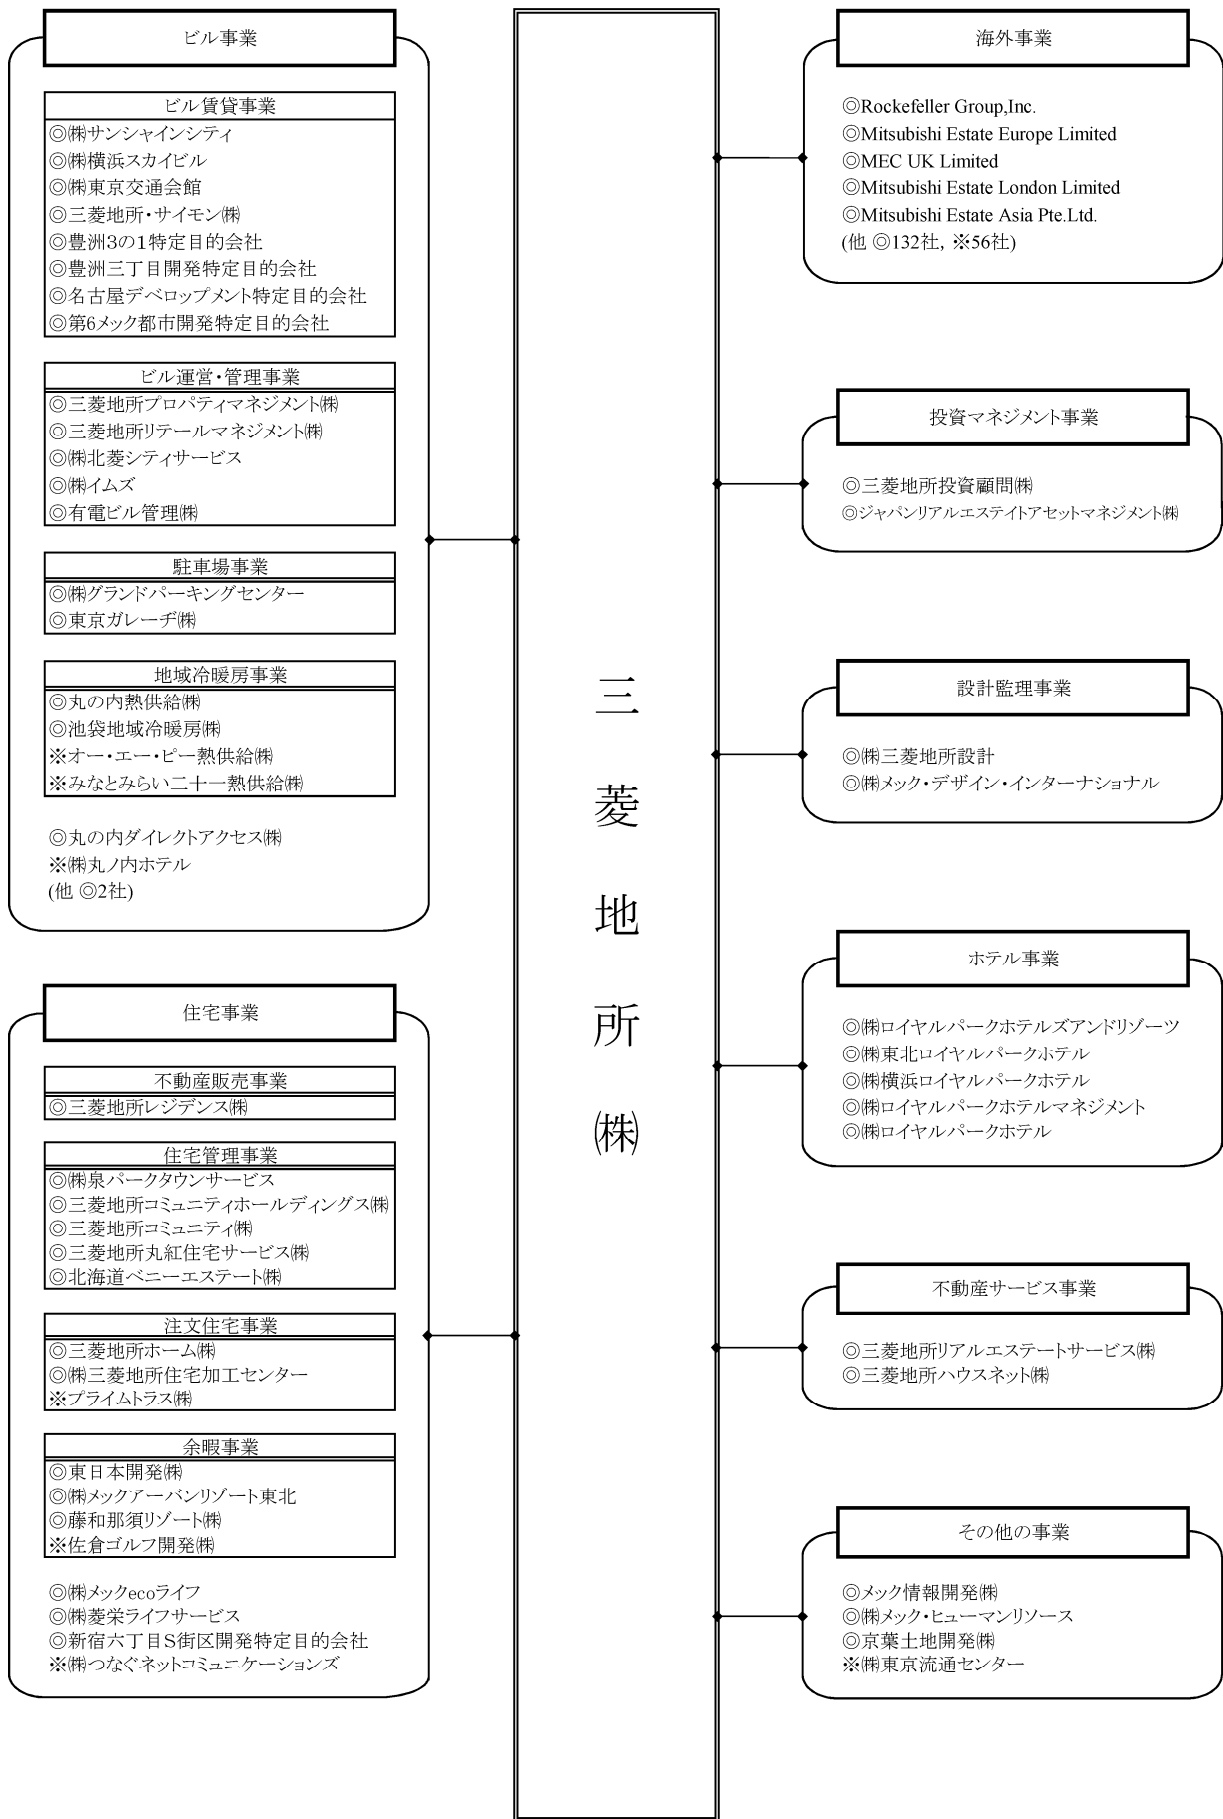 ビル事業
ビル賃貸事業
◎㈱サンシャインシティ
◎㈱横浜スカイビル
◎㈱東京交通会館
◎三菱地所・サイモン㈱
◎豊洲3の1特定目的会社
◎豊洲三丁目開発特定目的会社
◎名古屋デベロップメント特定目的会社
◎第6メック都市開発特定目的会社
ビル運営・管理事業
◎三菱地所プロパティマネジメント㈱
◎三菱地所リテールマネジメント㈱
◎㈱北菱シティサービス
◎㈱イムズ
◎有電ビル管理㈱
駐車場事業
◎㈱グランドパーキングセンター
◎東京ガレーヂ㈱
地域冷暖房事業
◎丸の内熱供給㈱
◎池袋地域冷暖房㈱
※オー・エー・ピー熱供給㈱
※みなとみらい二十一熱供給㈱
◎丸の内ダイレクトアクセス㈱
※㈱丸ノ内ホテル
(他 ◎2社)
住宅事業
不動産販売事業
◎三菱地所レジデンス㈱
住宅管理事業
◎㈱泉パークタウンサービス
◎三菱地所コミュニティホールディングス㈱
◎三菱地所コミュニティ㈱
◎三菱地所丸紅住宅サービス㈱
◎北海道ベニーエステート㈱
注文住宅事業
◎三菱地所ホーム㈱
◎㈱三菱地所住宅加工センター
※プライムトラス㈱
余暇事業
◎東日本開発㈱
◎㈱メックアーバンリゾート東北
◎藤和那須リゾート㈱
※佐倉ゴルフ開発㈱
◎㈱メックecoライフ
◎㈱菱栄ライフサービス
◎新宿六丁目S街区開発特定目的会社
※㈱つなぐネットコミュニケーションズ
三菱地所㈱
海外事業
◎Rockefeller Group,Inc.
◎Mitsubishi Estate Europe Limited
◎MEC UK Limited
◎Mitsubishi Estate London Limited
◎Mitsubishi Estate Asia Pte.Ltd.
(他 ◎132社, ※56社)
投資マネジメント事業
◎三菱地所投資顧問㈱
◎ジャパンリアルエステイトアセットマネジメント㈱
設計監理事業
◎㈱三菱地所設計
◎㈱メック・デザイン・インターナショナル
ホテル事業
◎㈱ロイヤルパークホテルズアンドリゾーツ
◎㈱東北ロイヤルパークホテル
◎㈱横浜ロイヤルパークホテル
◎㈱ロイヤルパークホテルマネジメント
◎㈱ロイヤルパークホテル
不動産サービス事業
◎三菱地所リアルエステートサービス㈱
◎三菱地所ハウスネット㈱
その他の事業
◎メック情報開発㈱
◎㈱メック・ヒューマンリソース
◎京葉土地開発㈱
※㈱東京流通センター